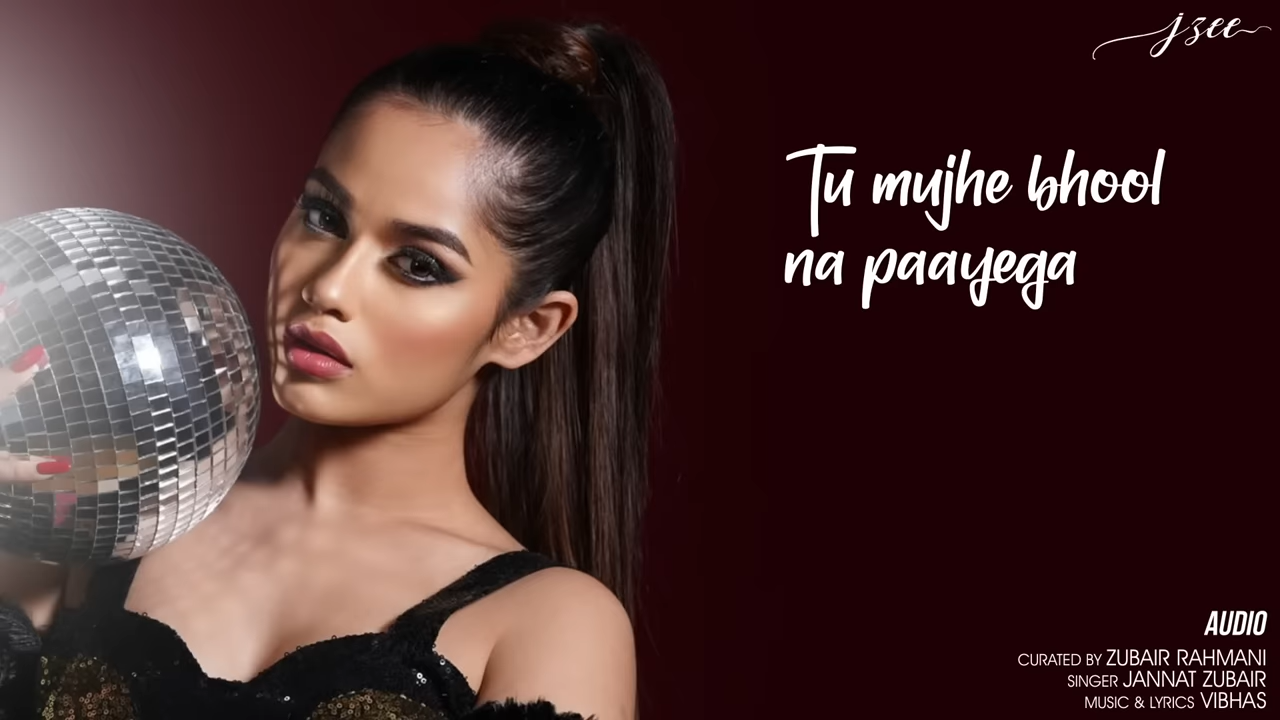 jzee
Tu mujhe bhool
na paayega
AUDIO
CURATED BY ZUBAIR RAHMANI
SINGER JANNAT ZUBAIR
MUSIC & LYRICS VIBHAS